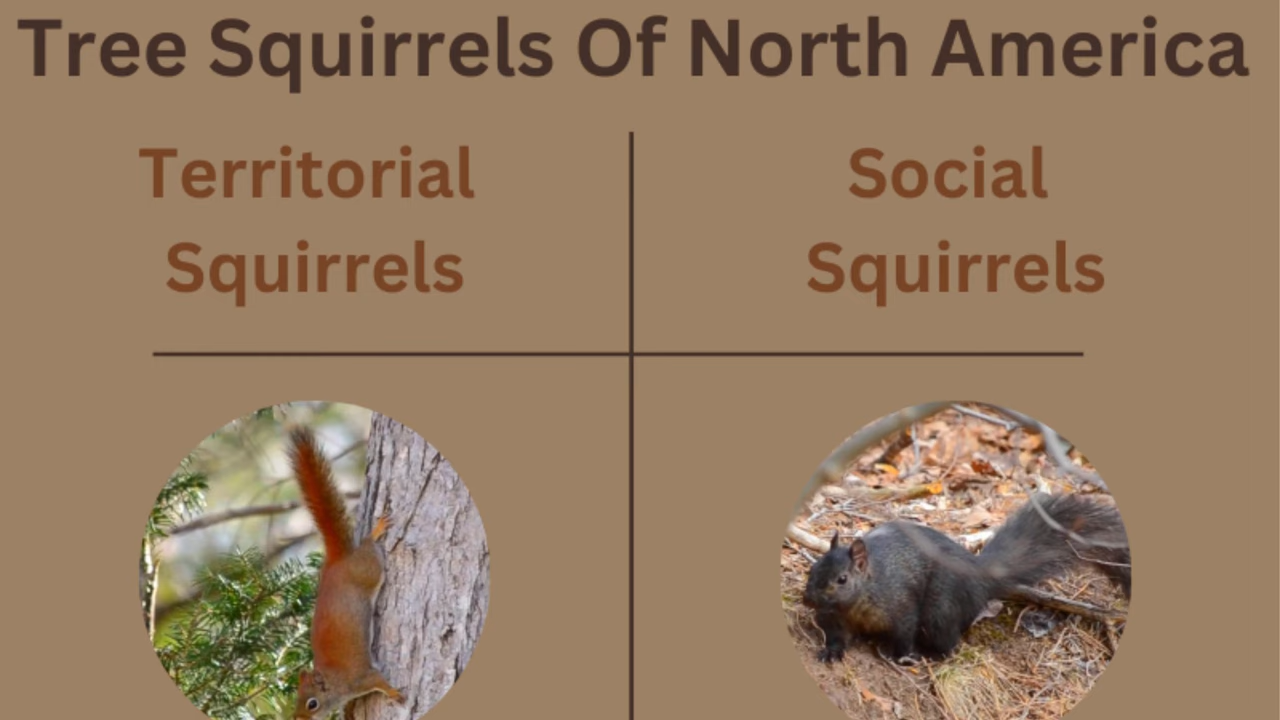 Tree Squirrels Of North America
Territorial
Squirrels
Social
Squirrels